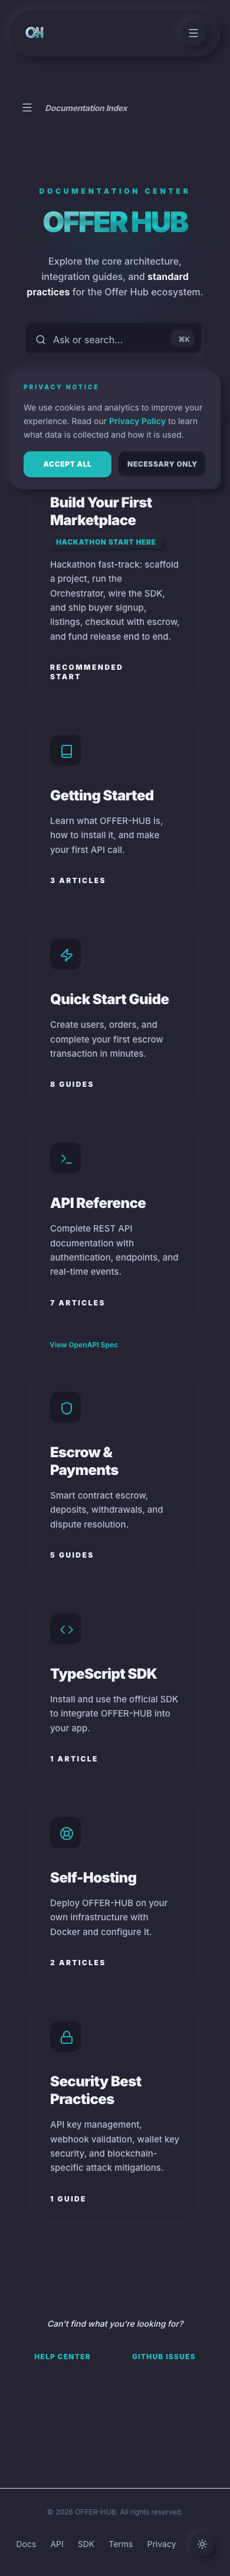 OH
Documentation Index
DOCUMENTATION CENTER
OFFER HUB
Explore the core architecture,
integration guides, and standard
practices for the Offer Hub ecosystem.
Ask or search...
⌘K
PRIVACY NOTICE
We use cookies and analytics to improve your
experience. Read our Privacy Policy to learn
what data is collected and how it is used.
ACCEPT ALL
NECESSARY ONLY
Build Your First
Marketplace
HACKATHON START HERE
Hackathon fast-track: scaffold
a project, run the
Orchestrator, wire the SDK,
and ship buyer signup,
listings, checkout with escrow,
and fund release end to end.
RECOMMENDED
START
Getting Started
Learn what OFFER-HUB is,
how to install it, and make
your first API call.
3 ARTICLES
Quick Start Guide
Create users, orders, and
complete your first escrow
transaction in minutes.
8 GUIDES
API Reference
Complete REST API
documentation with
authentication, endpoints, and
real-time events.
7 ARTICLES
View OpenAPI Spec
Escrow &
Payments
Smart contract escrow,
deposits, withdrawals, and
dispute resolution.
5 GUIDES
TypeScript SDK
Install and use the official SDK
to integrate OFFER-HUB into
your app.
1 ARTICLE
Self-Hosting
Deploy OFFER-HUB on your
own infrastructure with
Docker and configure it.
2 ARTICLES
Security Best
Practices
API key management,
webhook validation, wallet key
security, and blockchain-
specific attack mitigations.
1 GUIDE
Can't find what you're looking for?
HELP CENTER
GITHUB ISSUES
© 2026 OFFER-HUB. All rights reserved.
Docs
API
SDK
Terms
Privacy